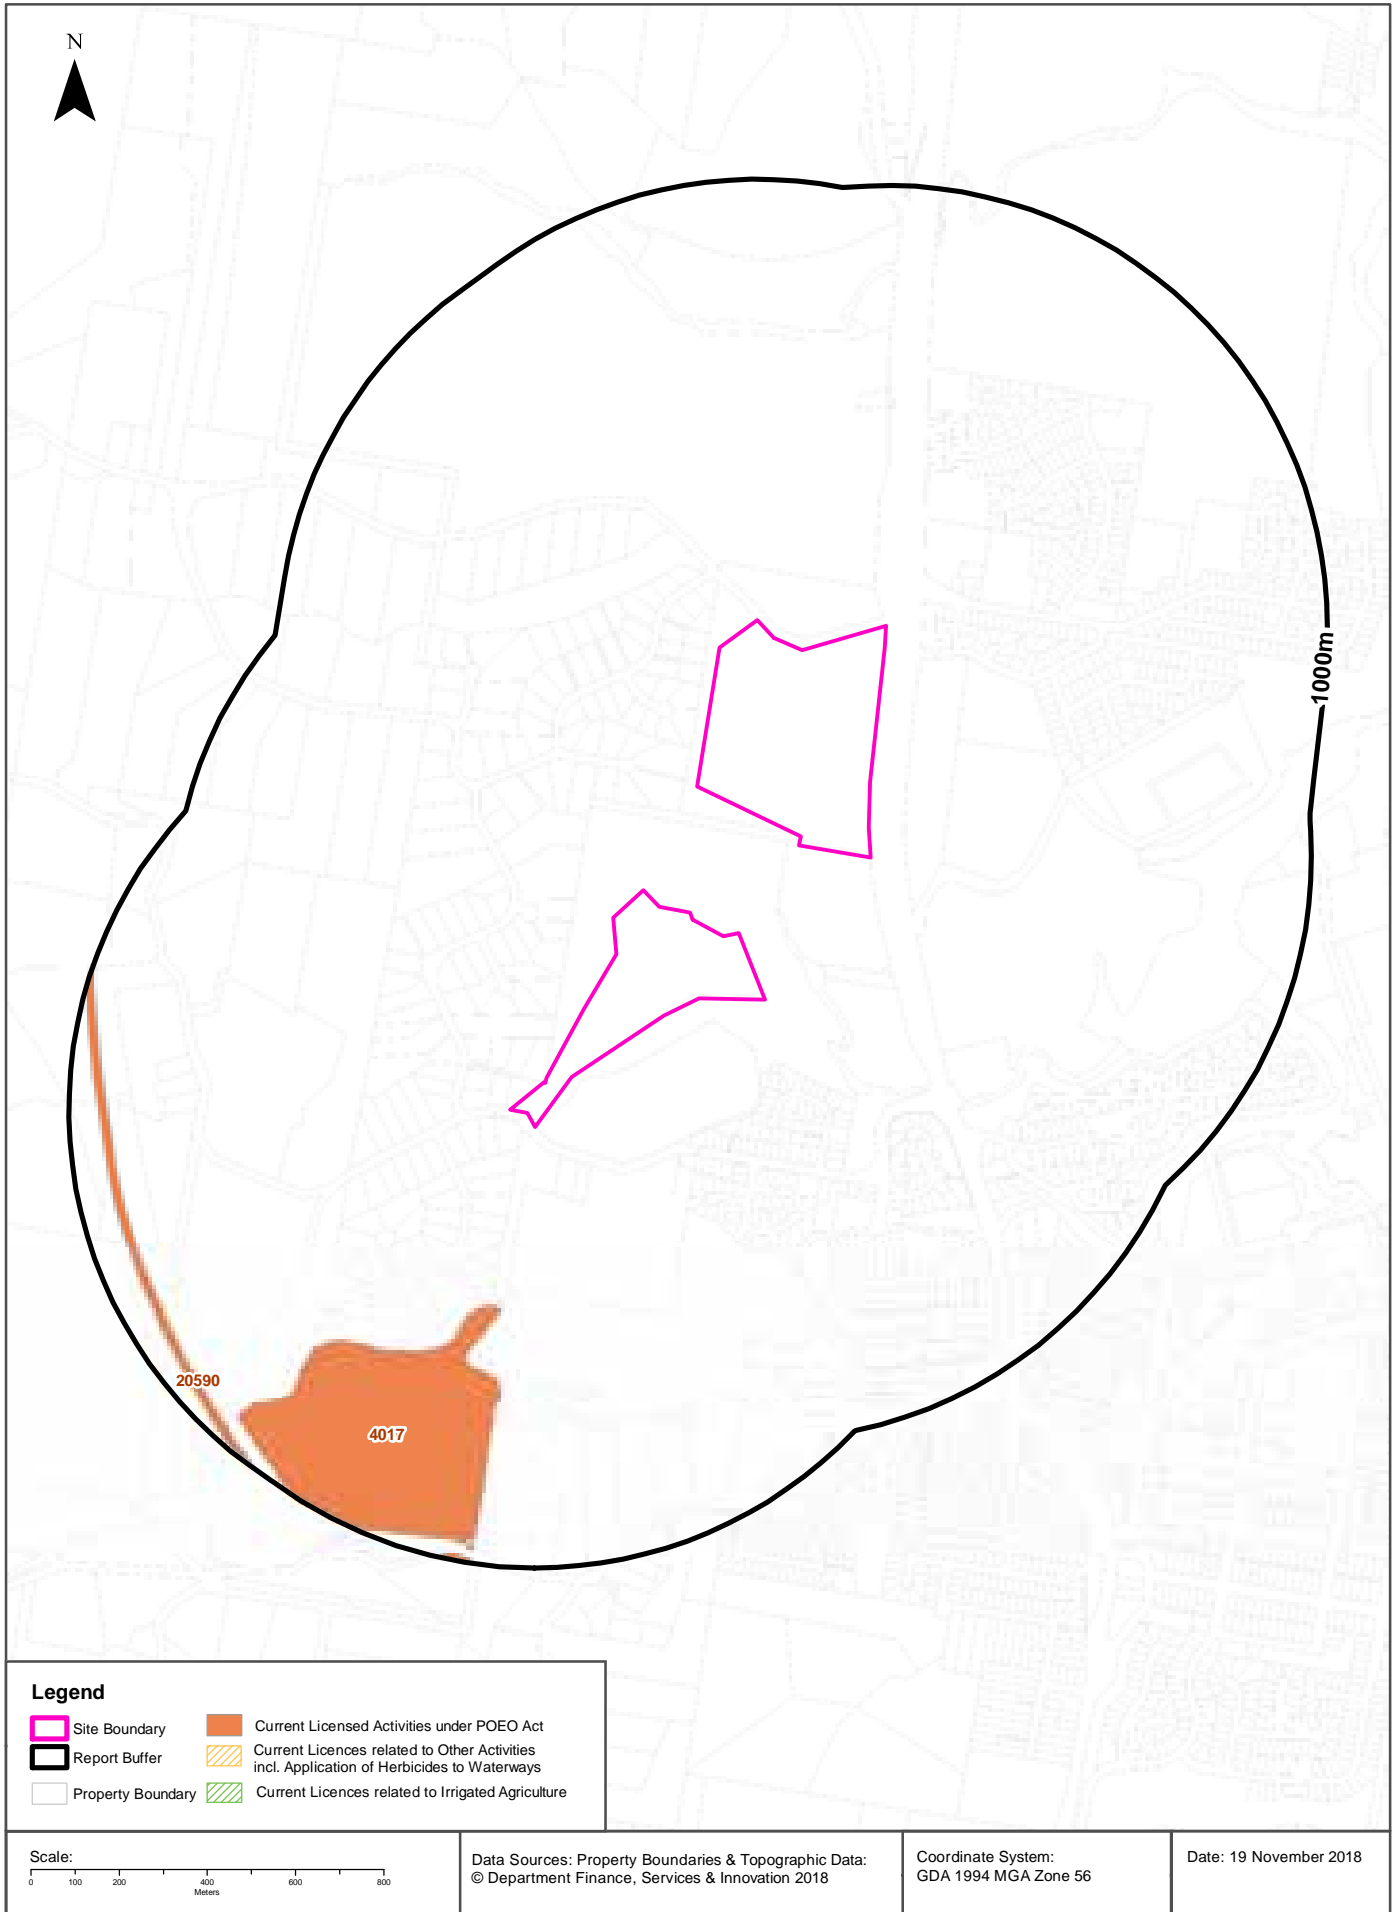 N
1000m
20590
4017
Legend
Site Boundary
Report Buffer
Property Boundary
Current Licensed Activities under POEO Act
Current Licences related to Other Activities
incl. Application of Herbicides to Waterways
Current Licences related to Irrigated Agriculture
Scale:
0 100 200 400 600 800
Meters
Data Sources: Property Boundaries & Topographic Data:
© Department Finance, Services & Innovation 2018
Coordinate System:
GDA 1994 MGA Zone 56
Date: 19 November 2018